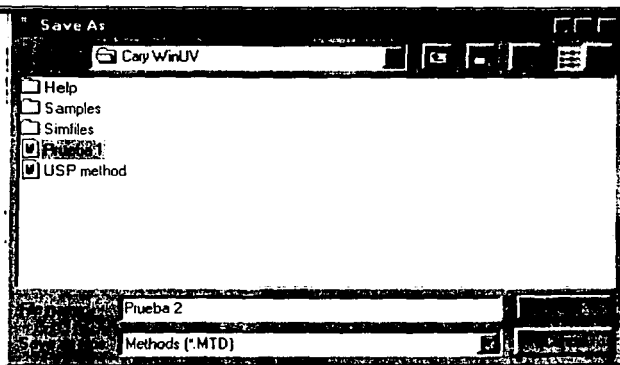 Save As
Cary WinUV
Help
Samples
Simfiles
Prueba 1
USP method
Prueba 2
Methods (*.MTD)